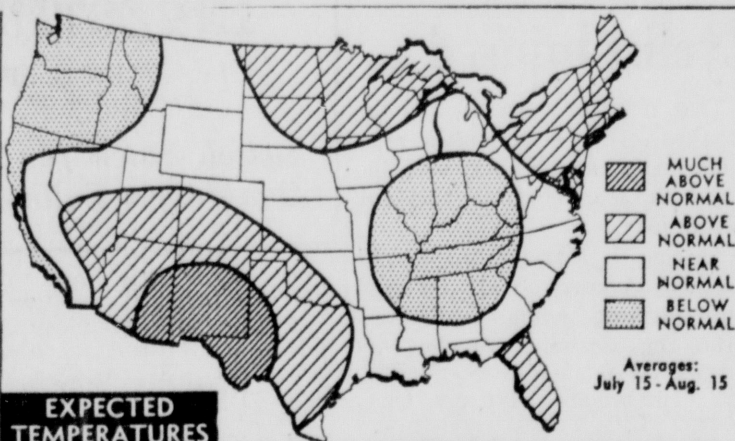 MUCH
ABOVE
NORMAL
ABOVE
NORMAL
NEAR
NORMAL
BELOW
NORMAL
Averages:
July 15 - Aug. 15
EXPECTED
TEMPERATURES